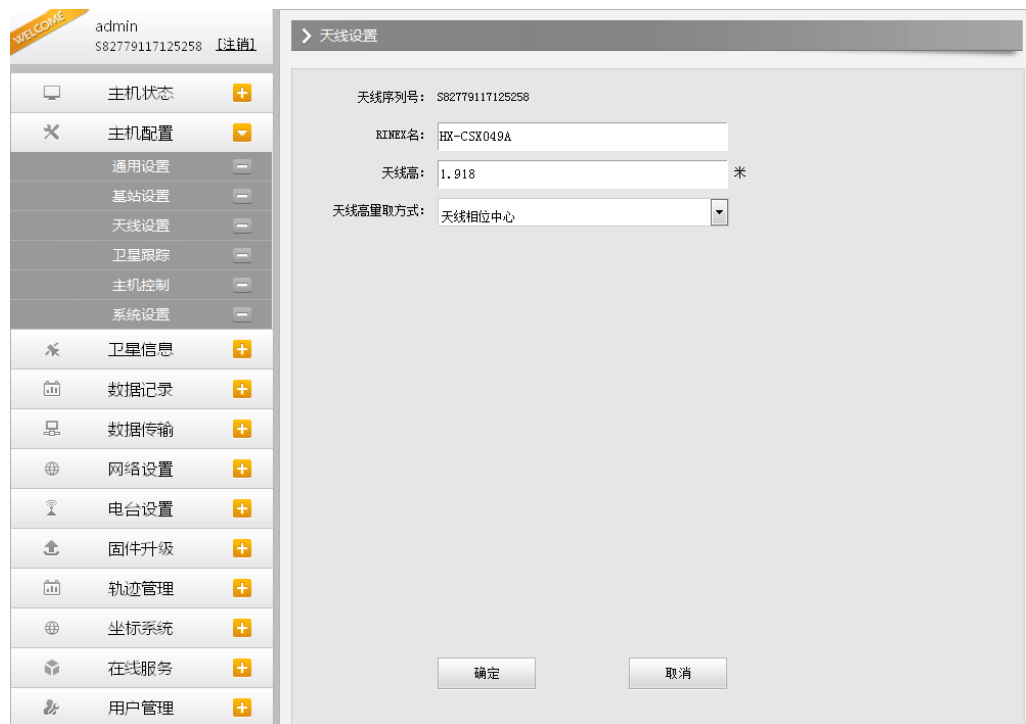 WELCOME
admin
S82779117125258 [注销]
主机状态
主机配置
通用设置
基站设置
天线设置
卫星跟踪
主机控制
系统设置
卫星信息
数据记录
数据传输
网络设置
电台设置
固件升级
轨迹管理
坐标系统
在线服务
用户管理
天线设置
天线序列号: S82779117125258
RINEX名: HX-CSX049A
天线高: 1.918 米
天线高量取方式: 天线相位中心
确定 取消